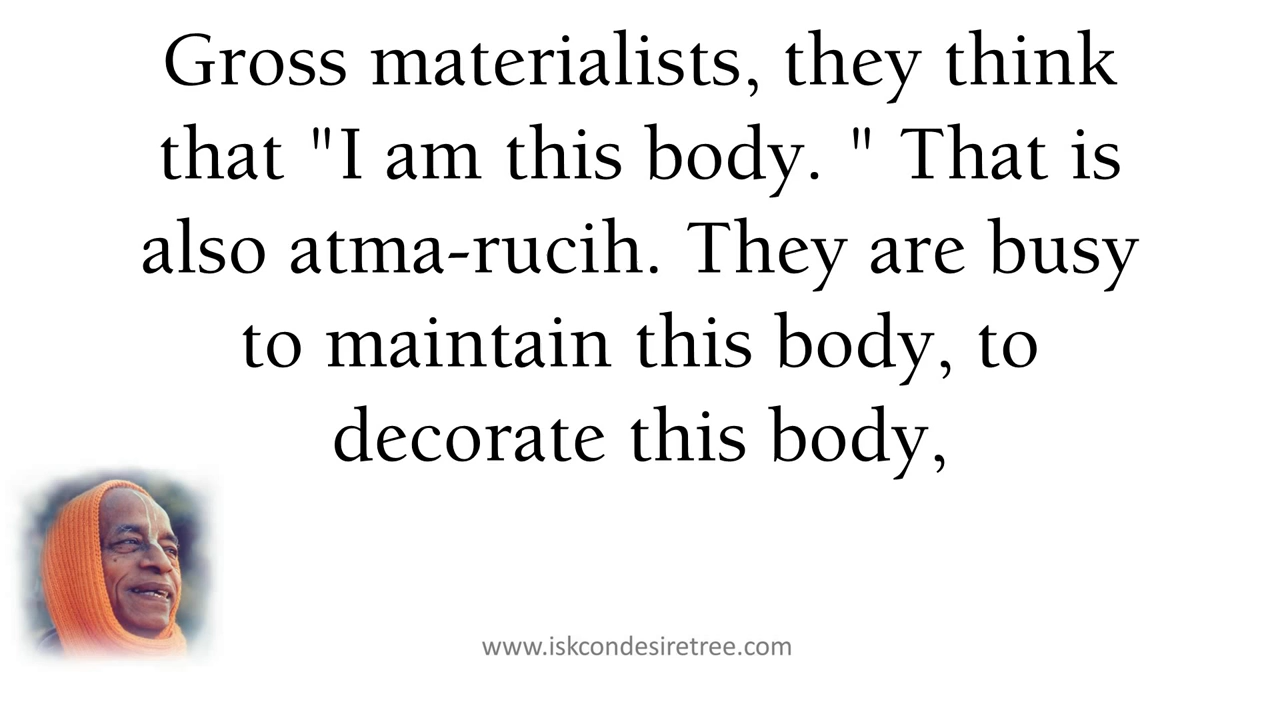 Gross materialists, they think
that "I am this body. " That is
also atma-rucih. They are busy
to maintain this body, to
decorate this body,
www.iskcondesiretree.com